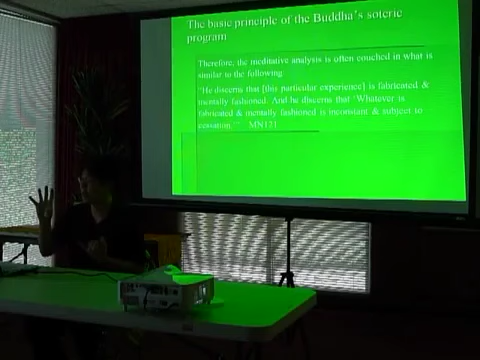 The basic principle of the Buddha's soteric
program
Therefore, the meditative analysis is often couched in what is
similar to the following:
"He discerns that [this particular experience] is fabricated &
mentally fashioned. And he discerns that 'Whatever is
fabricated & mentally fashioned is inconstant & subject to
cessation.'" MN121